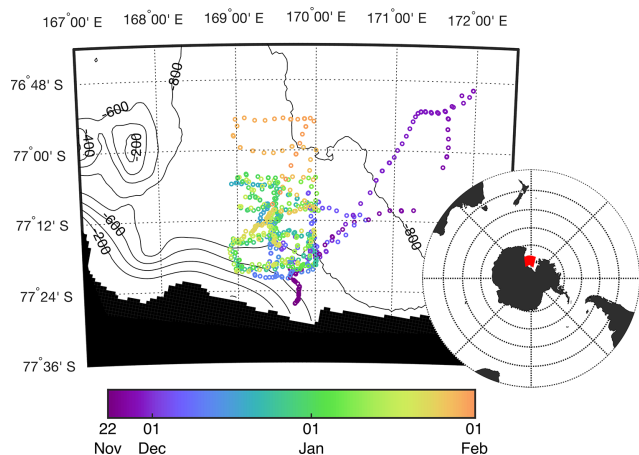 167°00' E 168°00' E 169°00' E 170°00' E 171°00' E 172°00' E
76°48' S
77°00' S
77°12' S
77°24' S
77°36' S
-800
-600
-400
-200
-600
-200
-800
22 01 01 01
Nov Dec Jan Feb